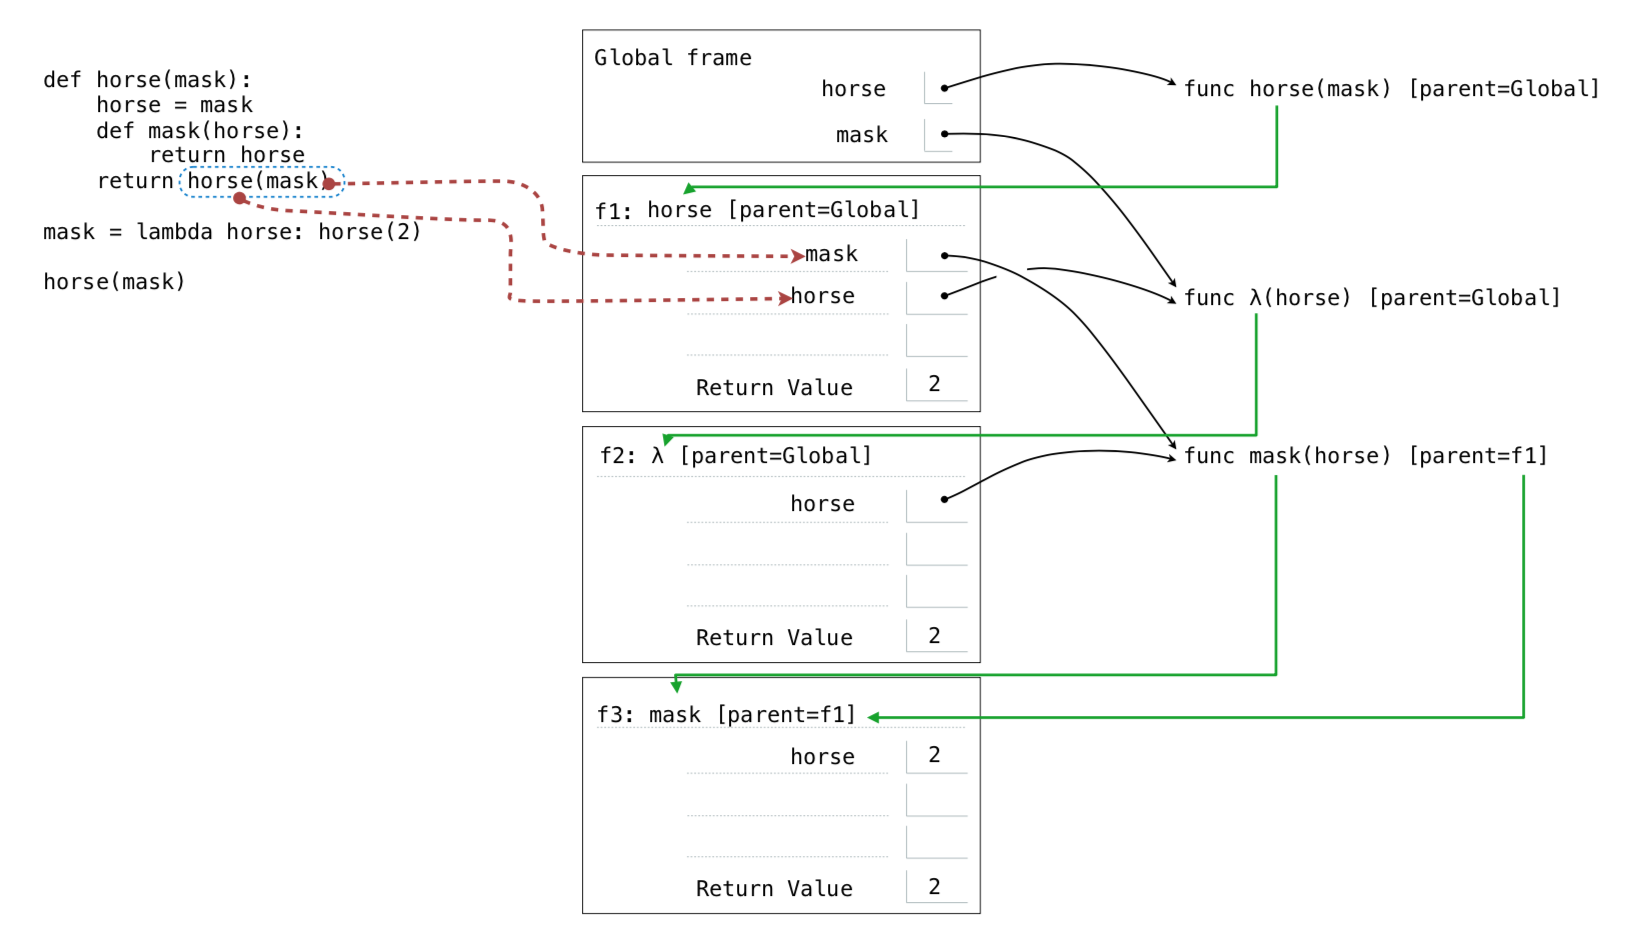 def horse(mask):
    horse = mask
    def mask(horse):
        return horse
    return horse(mask)
mask = lambda horse: horse(2)
horse(mask)
Global frame
horse
mask
func horse(mask) [parent=Global]
f1: horse [parent=Global]
mask
horse
Return Value 2
func λ(horse) [parent=Global]
f2: λ [parent=Global]
horse
Return Value 2
func mask(horse) [parent=f1]
f3: mask [parent=f1]
horse 2
Return Value 2